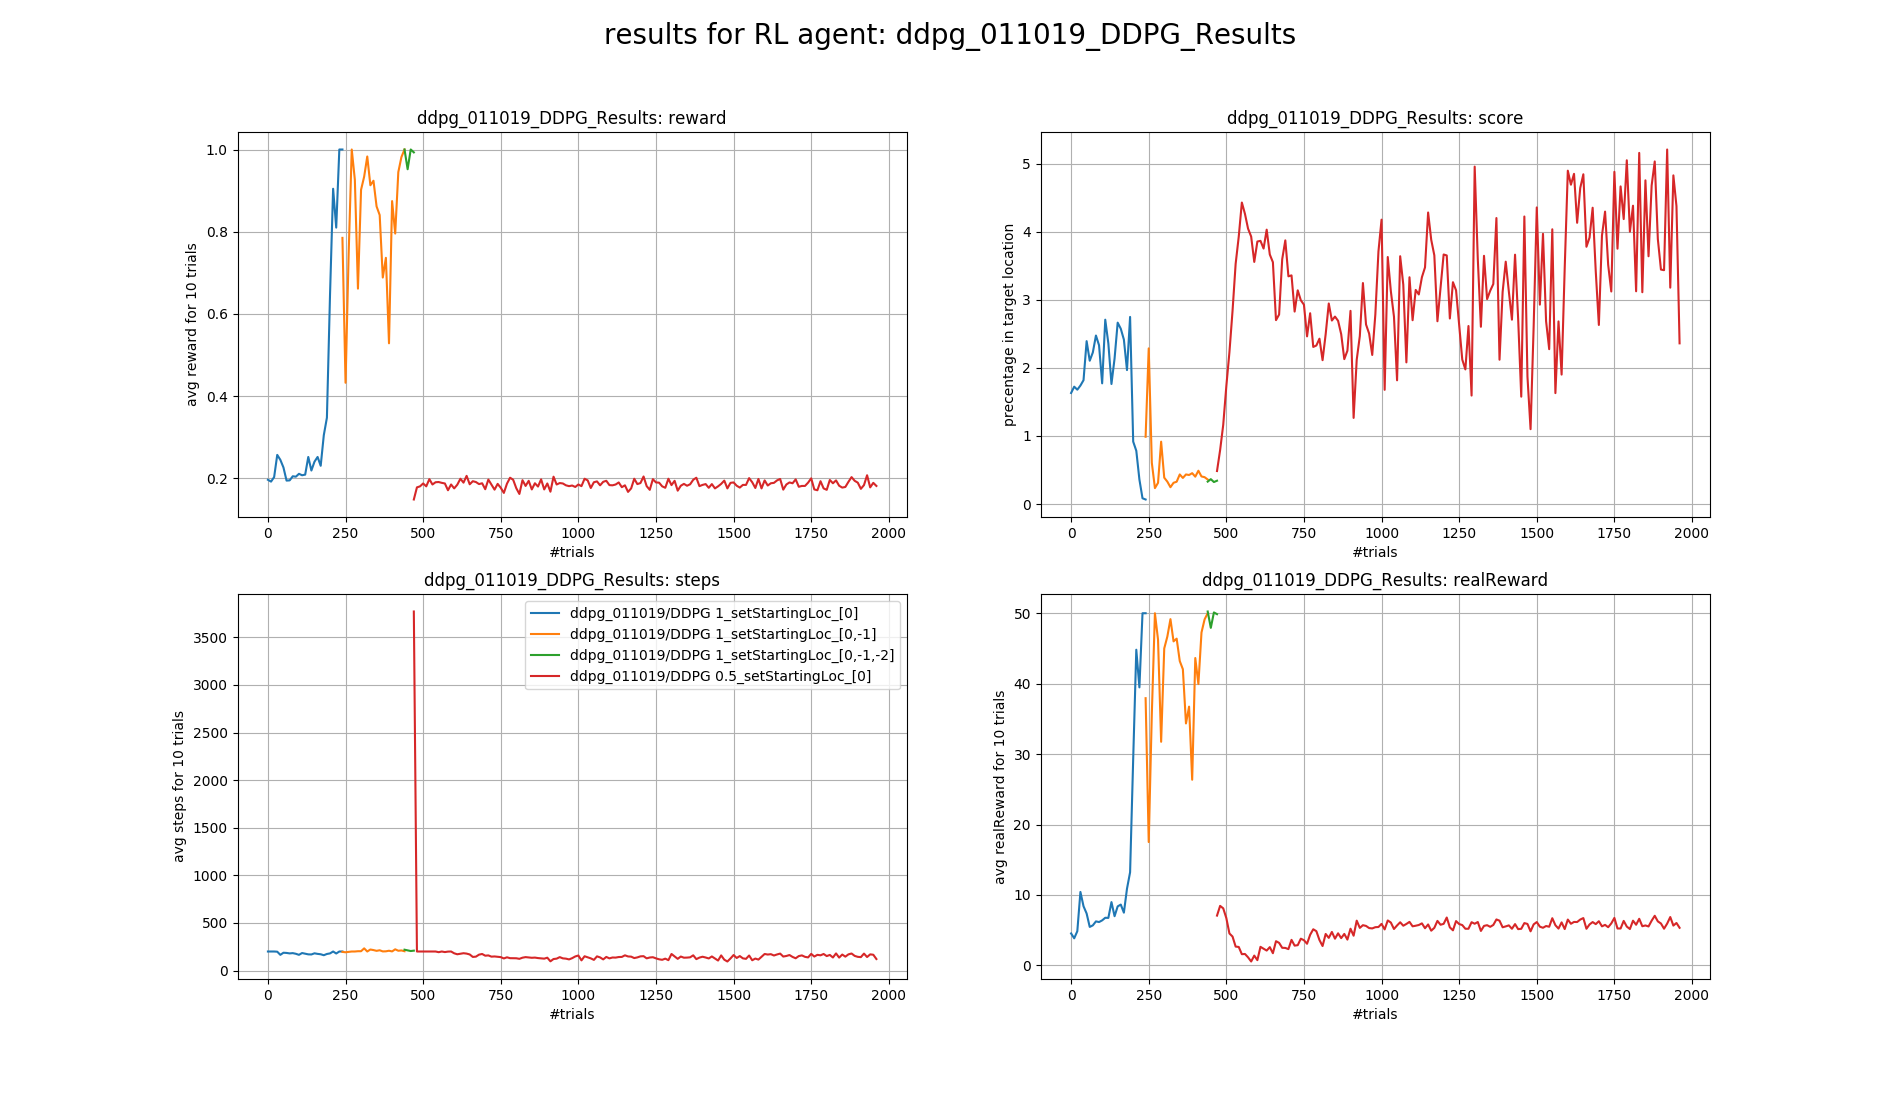 results for RL agent: ddpg_011019_DDPG_Results
ddpg_011019_DDPG_Results: reward
avg reward for 10 trials
1.0
0.8
0.6
0.4
0.2
0 250 500 750 1000 1250 1500 1750 2000
#trials
ddpg_011019_DDPG_Results: score
precentage in target location
5
4
3
2
1
0
0 250 500 750 1000 1250 1500 1750 2000
#trials
ddpg_011019_DDPG_Results: steps
avg steps for 10 trials
3500
3000
2500
2000
1500
1000
500
0
ddpg_011019/DDPG 1_setStartingLoc_[0]
ddpg_011019/DDPG 1_setStartingLoc_[0,-1]
ddpg_011019/DDPG 1_setStartingLoc_[0,-1,-2]
ddpg_011019/DDPG 0.5_setStartingLoc_[0]
0 250 500 750 1000 1250 1500 1750 2000
#trials
ddpg_011019_DDPG_Results: realReward
avg realReward for 10 trials
50
40
30
20
10
0
0 250 500 750 1000 1250 1500 1750 2000
#trials